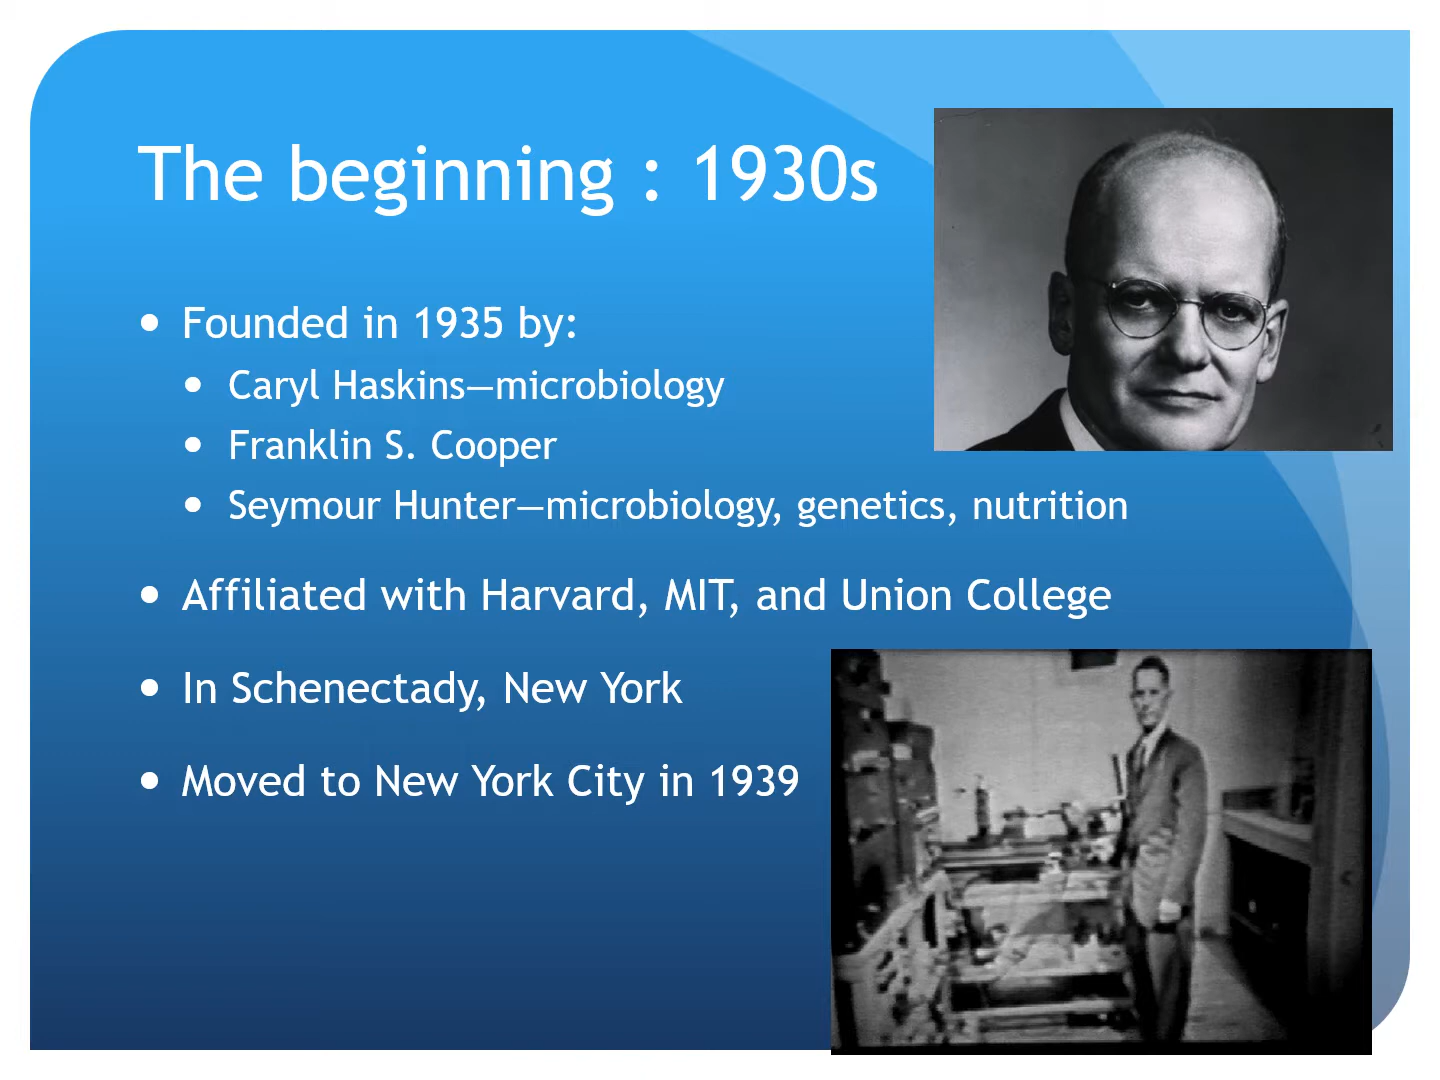 The beginning : 1930s
• Founded in 1935 by:
• Caryl Haskins—microbiology
• Franklin S. Cooper
• Seymour Hunter—microbiology, genetics, nutrition
• Affiliated with Harvard, MIT, and Union College
• In Schenectady, New York
• Moved to New York City in 1939